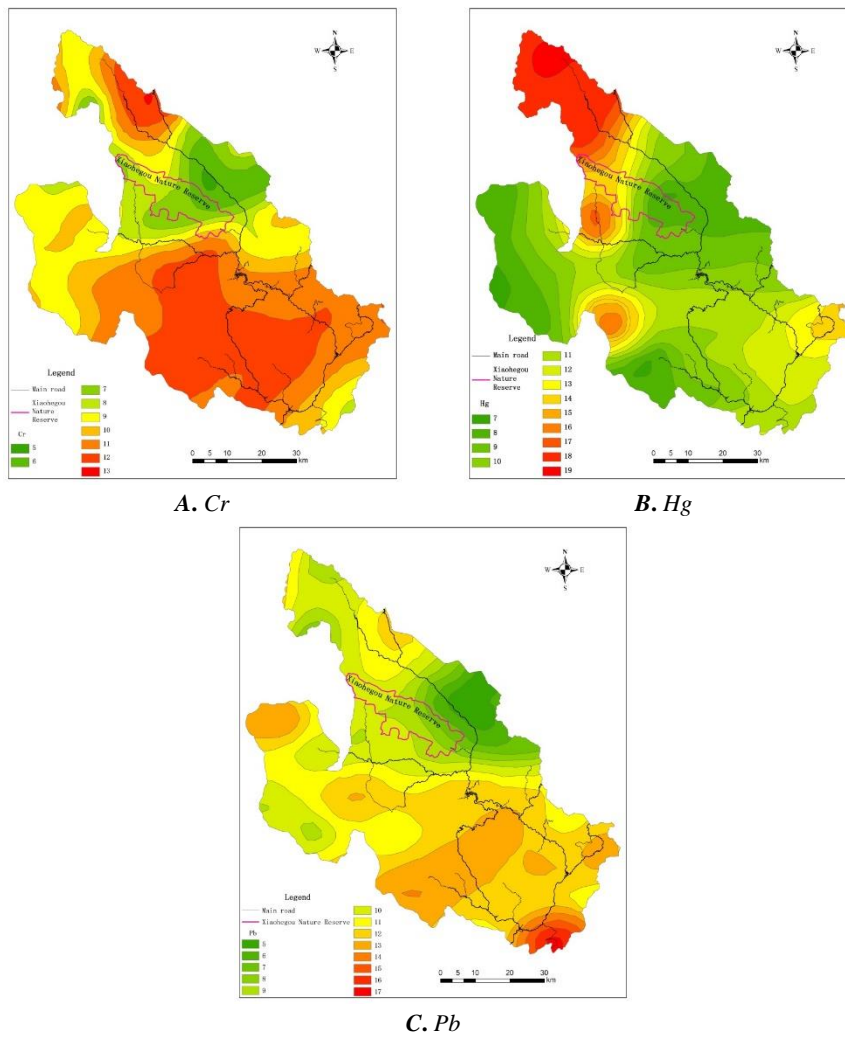 N
W E
S
Xiaohegou Nature Reserve
Legend
Main road
Xiaohegou
Nature
Reserve
Cr
5
6
7
8
9
10
11
12
13
0 5 10 20 30
km
A. Cr
N
W E
S
Xiaohegou Nature Reserve
Legend
Main road
Xiaohegou
Nature
Reserve
Hg
7
8
9
10
11
12
13
14
15
16
17
18
19
0 5 10 20 30
km
B. Hg
N
W E
S
Xiaohegou Nature Reserve
Legend
Main road
Xiaohegou Nature Reserve
Pb
5
6
7
8
9
10
11
12
13
14
15
16
17
0 5 10 20 30
km
C. Pb